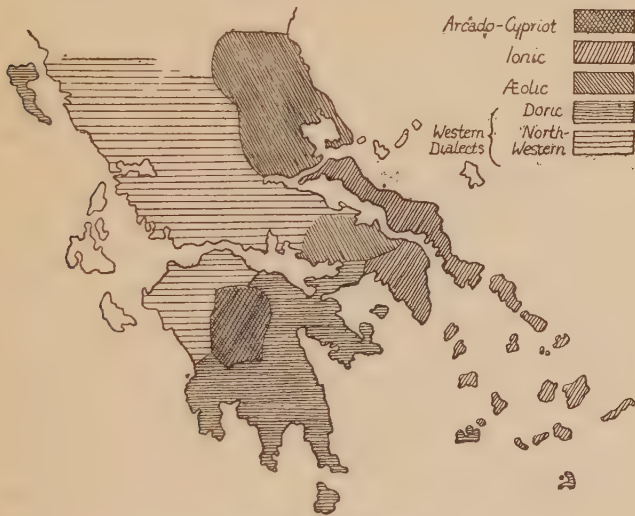 Arcado-Cypriot
Ionic
Æolic
Doric
Western Dialects
North-Western